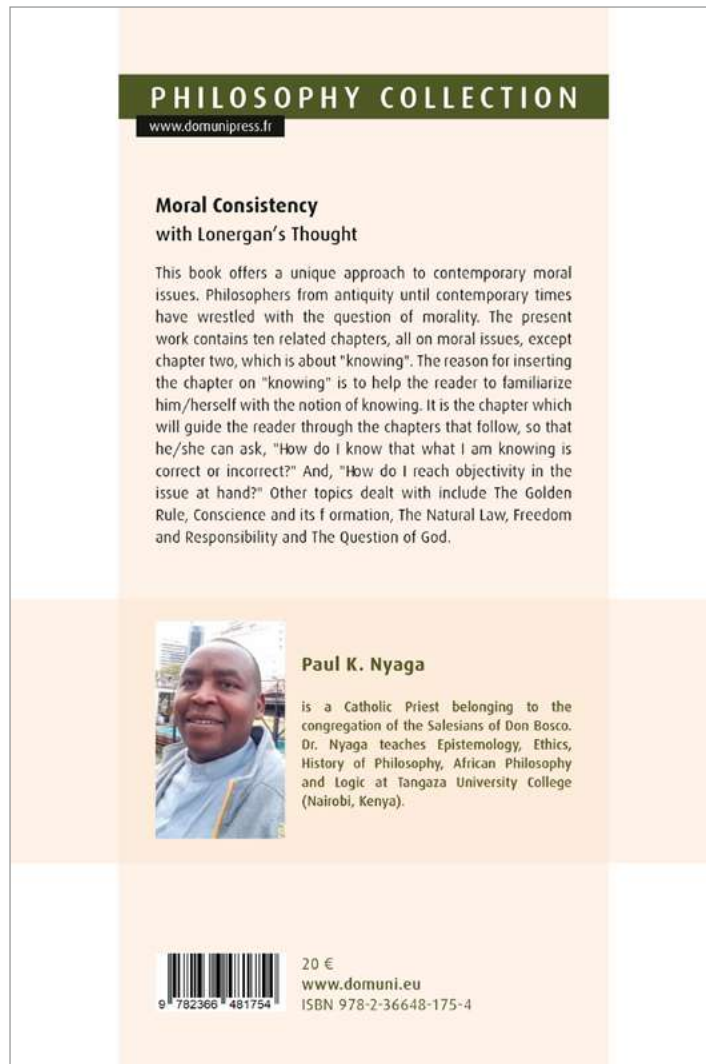 PHILOSOPHY COLLECTION
www.domunipress.fr
Moral Consistency
with Lonergan's Thought
This book offers a unique approach to contemporary moral
issues. Philosophers from antiquity until contemporary times
have wrestled with the question of morality. The present
work contains ten related chapters, all on moral issues, except
chapter two, which is about "knowing". The reason for inserting
the chapter on "knowing" is to help the reader to familiarize
him/herself with the notion of knowing. It is the chapter which
will guide the reader through the chapters that follow, so that
he/she can ask, "How do I know that what I am knowing is
correct or incorrect?" And, "How do I reach objectivity in the
issue at hand?" Other topics dealt with include The Golden
Rule, Conscience and its f ormation, The Natural Law, Freedom
and Responsibility and The Question of God.
Paul K. Nyaga
is a Catholic Priest belonging to the
congregation of the Salesians of Don Bosco.
Dr. Nyaga teaches Epistemology, Ethics,
History of Philosophy, African Philosophy
and Logic at Tangaza University College
(Nairobi, Kenya).
20 €
www.domuni.eu
ISBN 978-2-36648-175-4
9 782366 481754